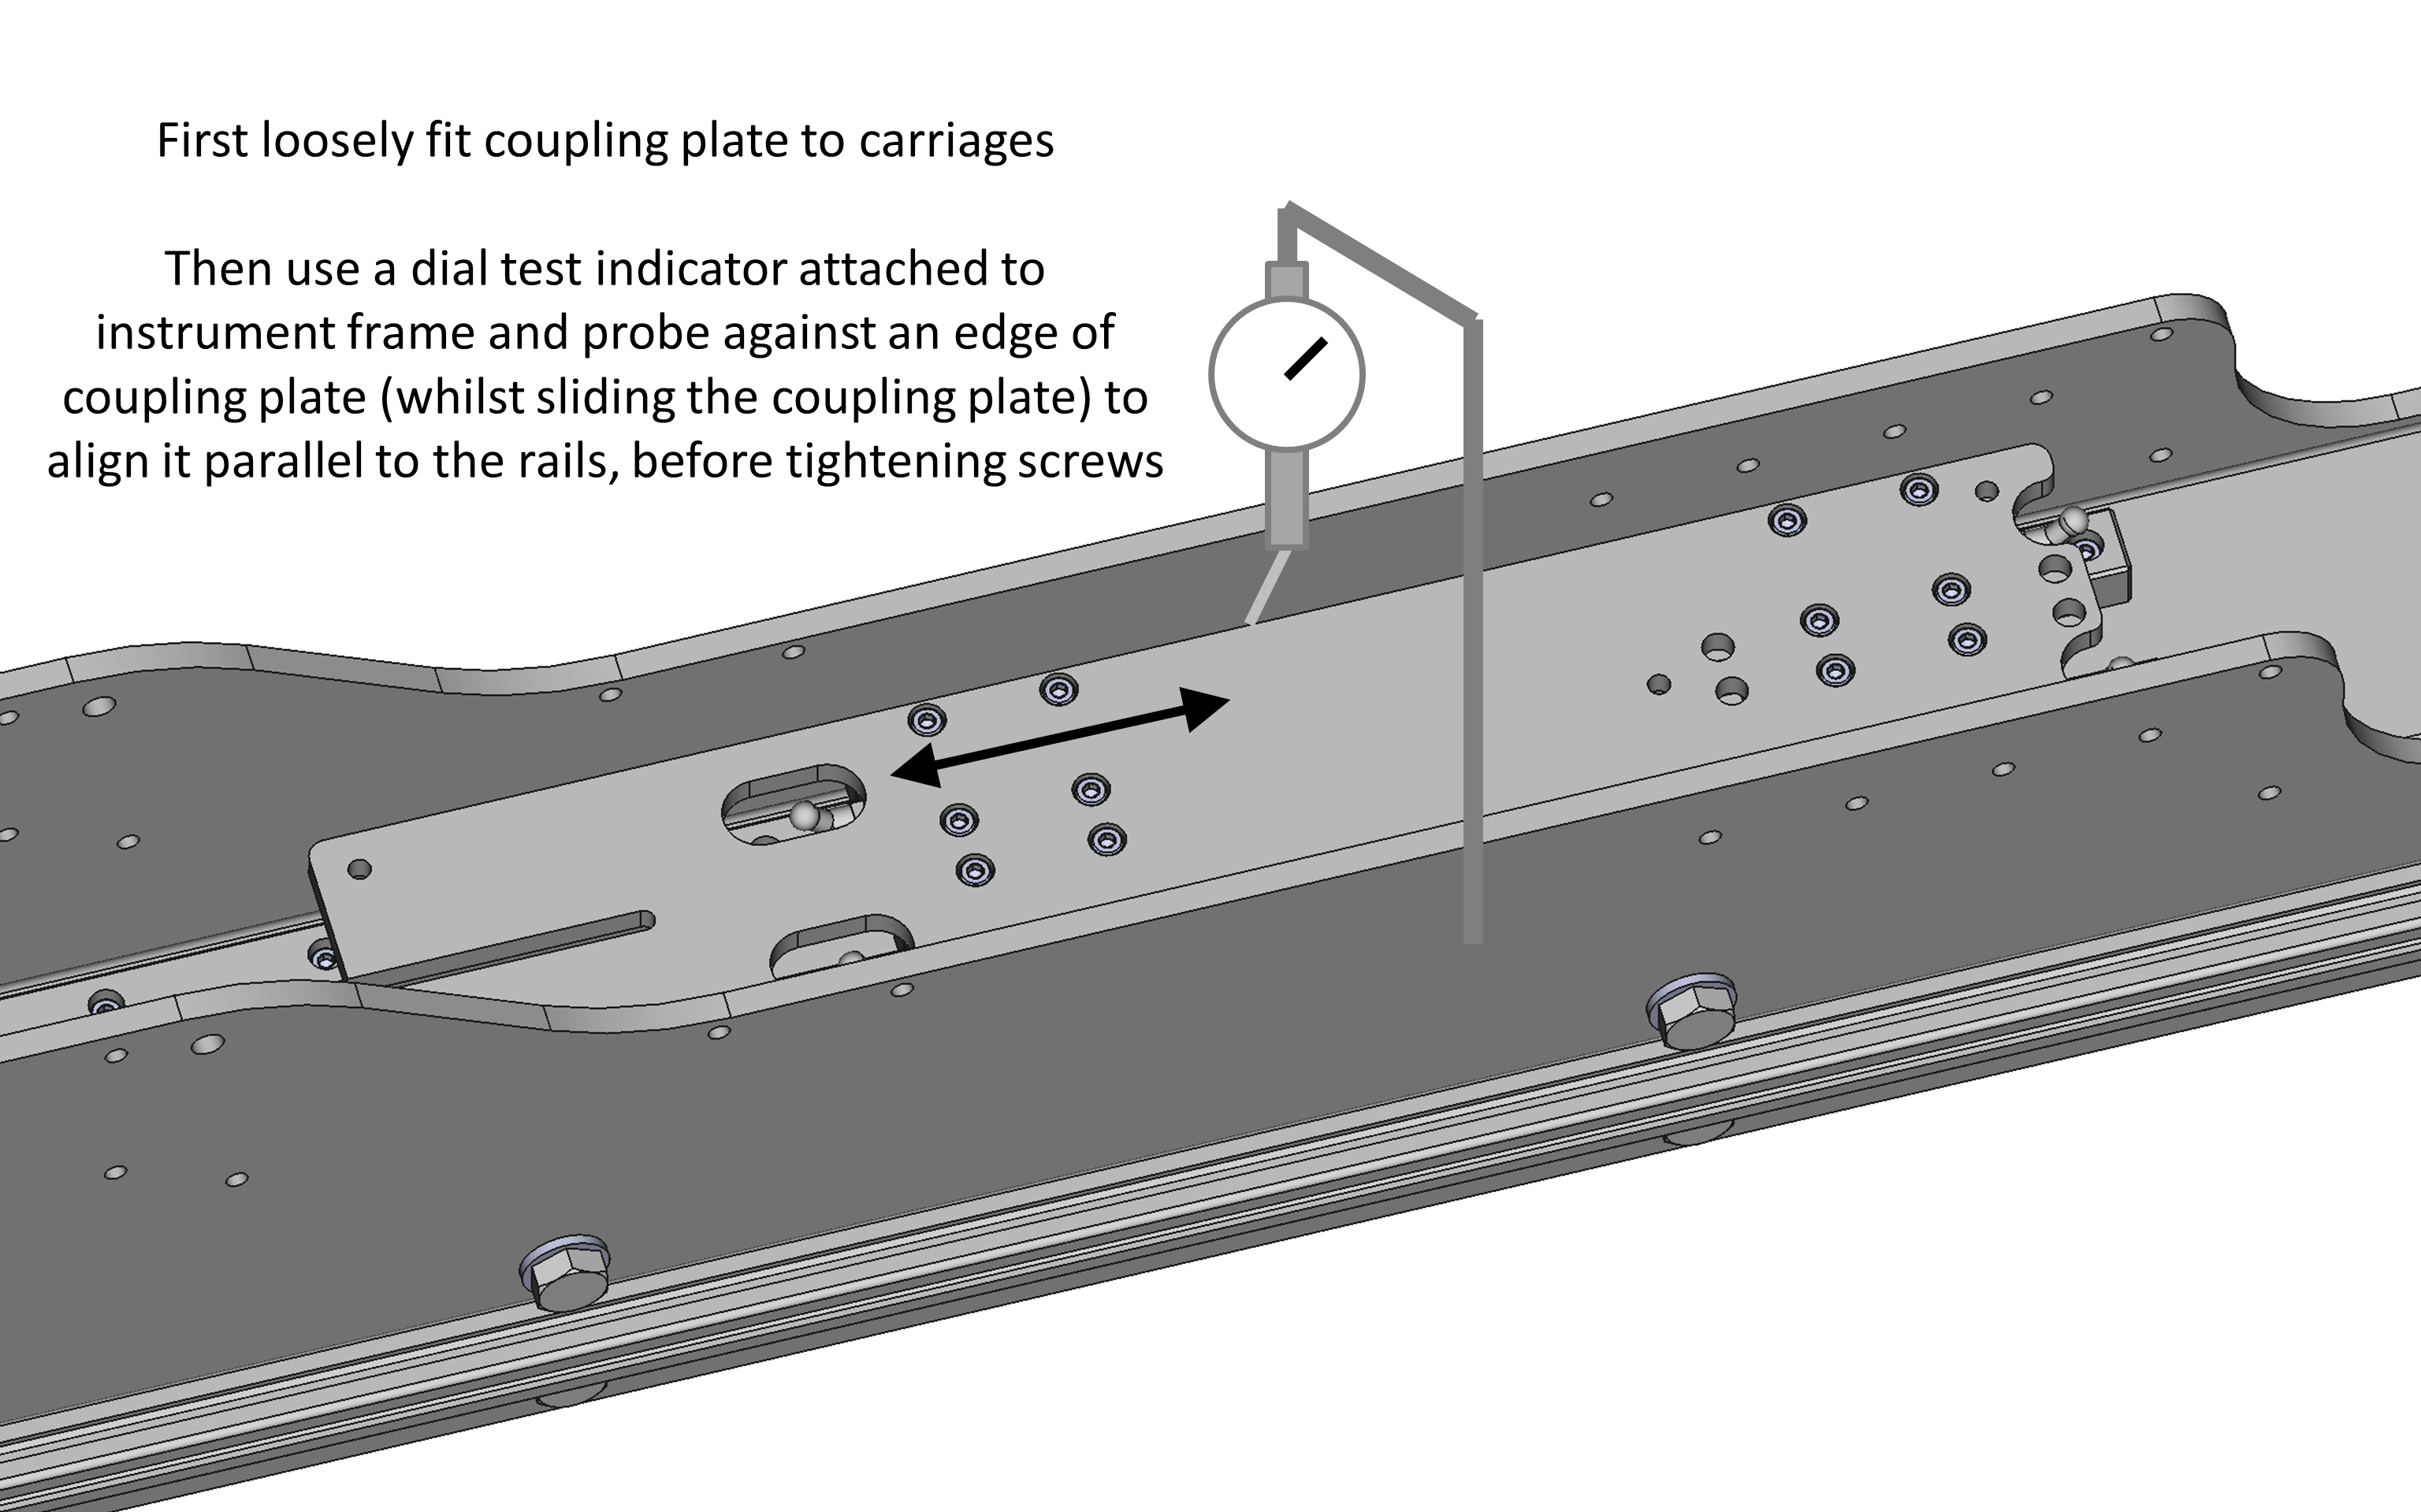 First loosely fit coupling plate to carriages
Then use a dial test indicator attached to
instrument frame and probe against an edge of
coupling plate (whilst sliding the coupling plate) to
align it parallel to the rails, before tightening screws